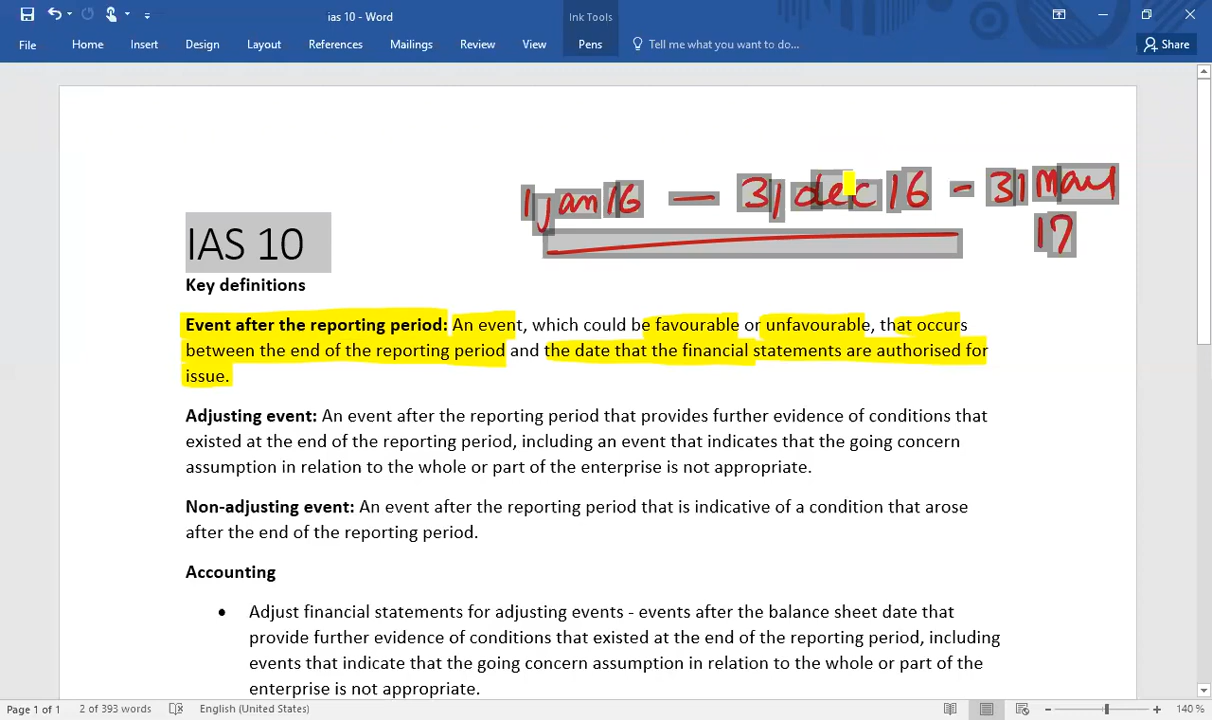 ias 10 - Word
Ink Tools
File Home Insert Design Layout References Mailings Review View Pens Tell me what you want to do... Share
1 jan 16 — 31 dec 16 - 31 May
17
IAS 10
Key definitions
Event after the reporting period: An event, which could be favourable or unfavourable, that occurs
between the end of the reporting period and the date that the financial statements are authorised for
issue.
Adjusting event: An event after the reporting period that provides further evidence of conditions that
existed at the end of the reporting period, including an event that indicates that the going concern
assumption in relation to the whole or part of the enterprise is not appropriate.
Non-adjusting event: An event after the reporting period that is indicative of a condition that arose
after the end of the reporting period.
Accounting
• Adjust financial statements for adjusting events - events after the balance sheet date that
provide further evidence of conditions that existed at the end of the reporting period, including
events that indicate that the going concern assumption in relation to the whole or part of the
enterprise is not appropriate.
Page 1 of 1 2 of 393 words English (United States) 140 %